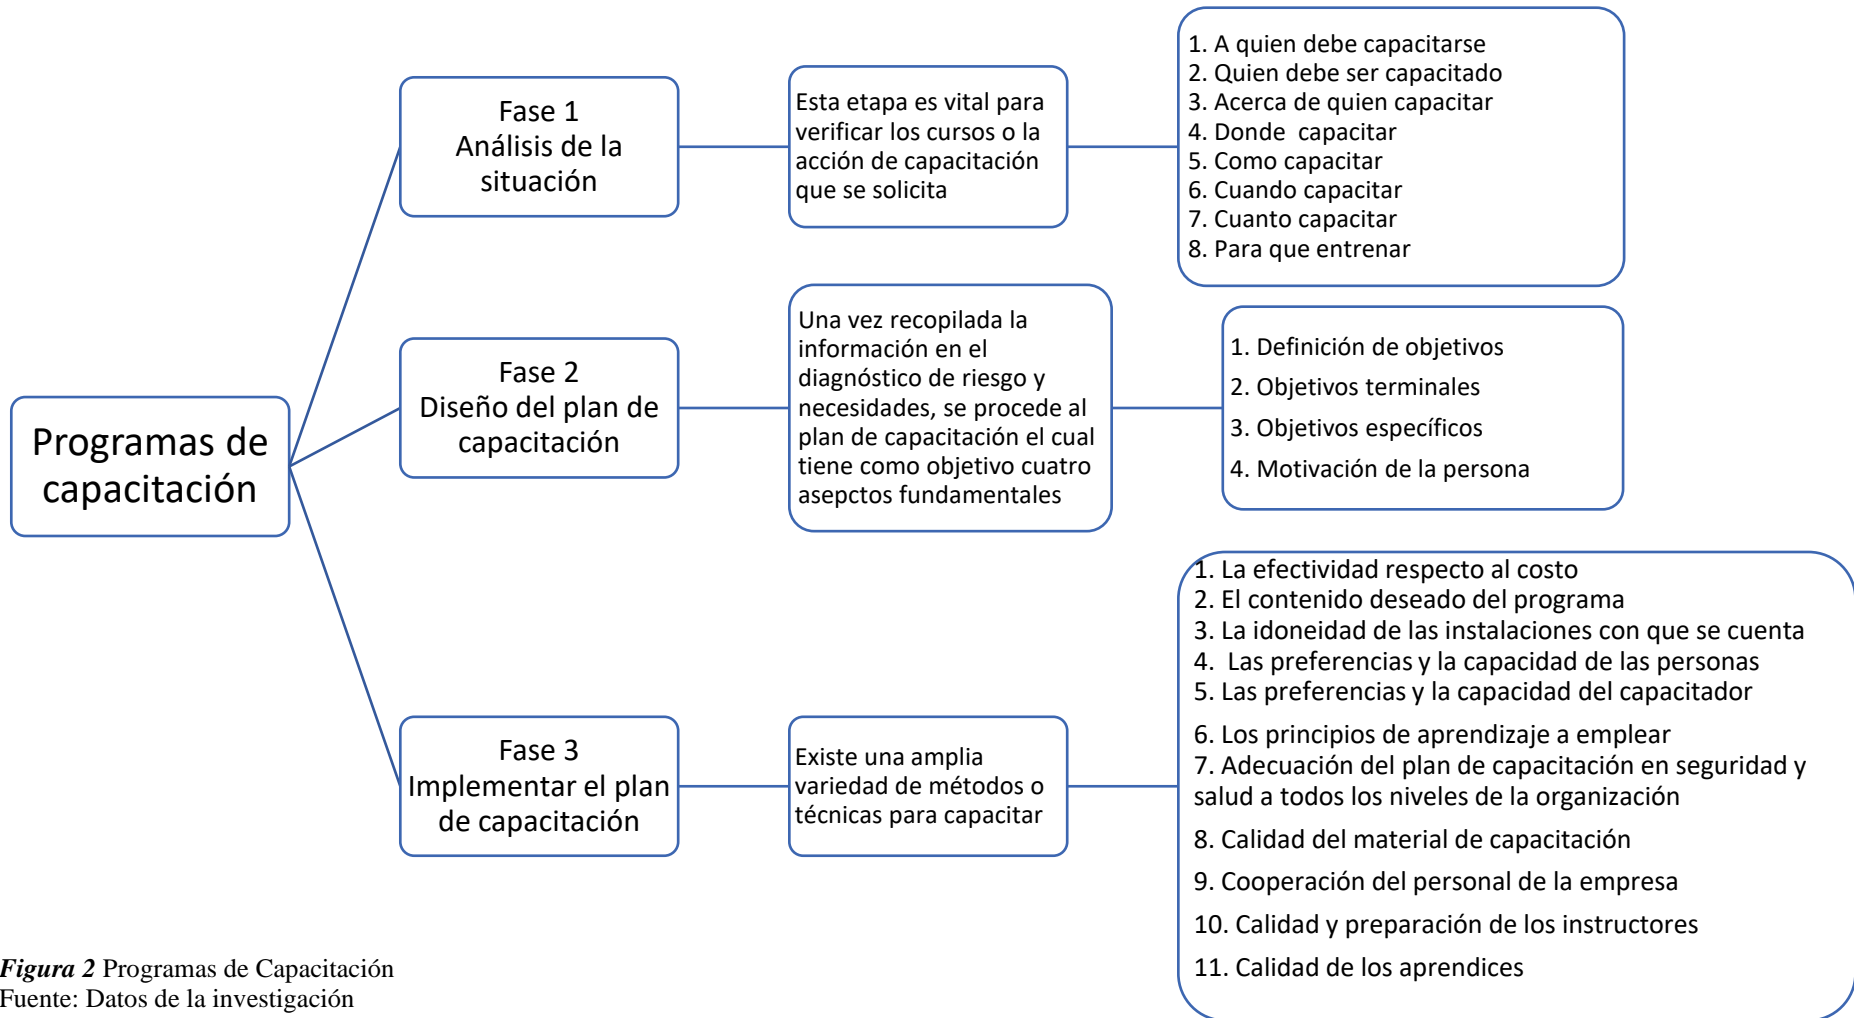 Programas de
capacitación
Fase 1
Análisis de la
situación
Esta etapa es vital para
verificar los cursos o la
acción de capacitación
que se solicita
1. A quien debe capacitarse
2. Quien debe ser capacitado
3. Acerca de quien capacitar
4. Donde  capacitar
5. Como capacitar
6. Cuando capacitar
7. Cuanto capacitar
8. Para que entrenar
Fase 2
Diseño del plan de
capacitación
Una vez recopilada la
información en el
diagnóstico de riesgo y
necesidades, se procede al
plan de capacitación el cual
tiene como objetivo cuatro
asepctos fundamentales
1. Definición de objetivos
2. Objetivos terminales
3. Objetivos específicos
4. Motivación de la persona
Fase 3
Implementar el plan
de capacitación
Existe una amplia
variedad de métodos o
técnicas para capacitar
1. La efectividad respecto al costo
2. El contenido deseado del programa
3. La idoneidad de las instalaciones con que se cuenta
4.  Las preferencias y la capacidad de las personas
5. Las preferencias y la capacidad del capacitador
6. Los principios de aprendizaje a emplear
7. Adecuación del plan de capacitación en seguridad y
salud a todos los niveles de la organización
8. Calidad del material de capacitación
9. Cooperación del personal de la empresa
10. Calidad y preparación de los instructores
11. Calidad de los aprendices
Figura 2 Programas de Capacitación
Fuente: Datos de la investigación